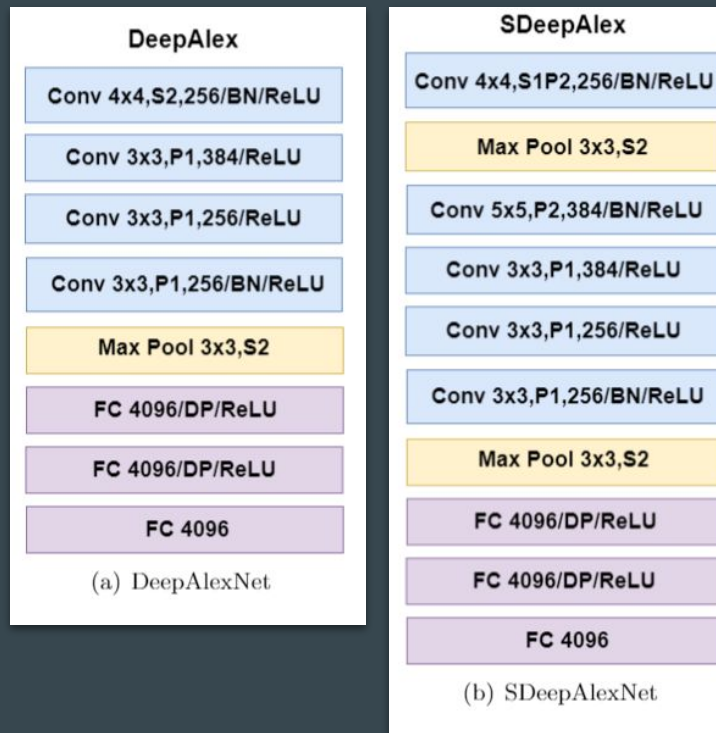 DeepAlex
Conv 4x4,S2,256/BN/ReLU
Conv 3x3,P1,384/ReLU
Conv 3x3,P1,256/ReLU
Conv 3x3,P1,256/BN/ReLU
Max Pool 3x3,S2
FC 4096/DP/ReLU
FC 4096/DP/ReLU
FC 4096
(a) DeepAlexNet
SDeepAlex
Conv 4x4,S1P2,256/BN/ReLU
Max Pool 3x3,S2
Conv 5x5,P2,384/BN/ReLU
Conv 3x3,P1,384/ReLU
Conv 3x3,P1,256/ReLU
Conv 3x3,P1,256/BN/ReLU
Max Pool 3x3,S2
FC 4096/DP/ReLU
FC 4096/DP/ReLU
FC 4096
(b) SDeepAlexNet